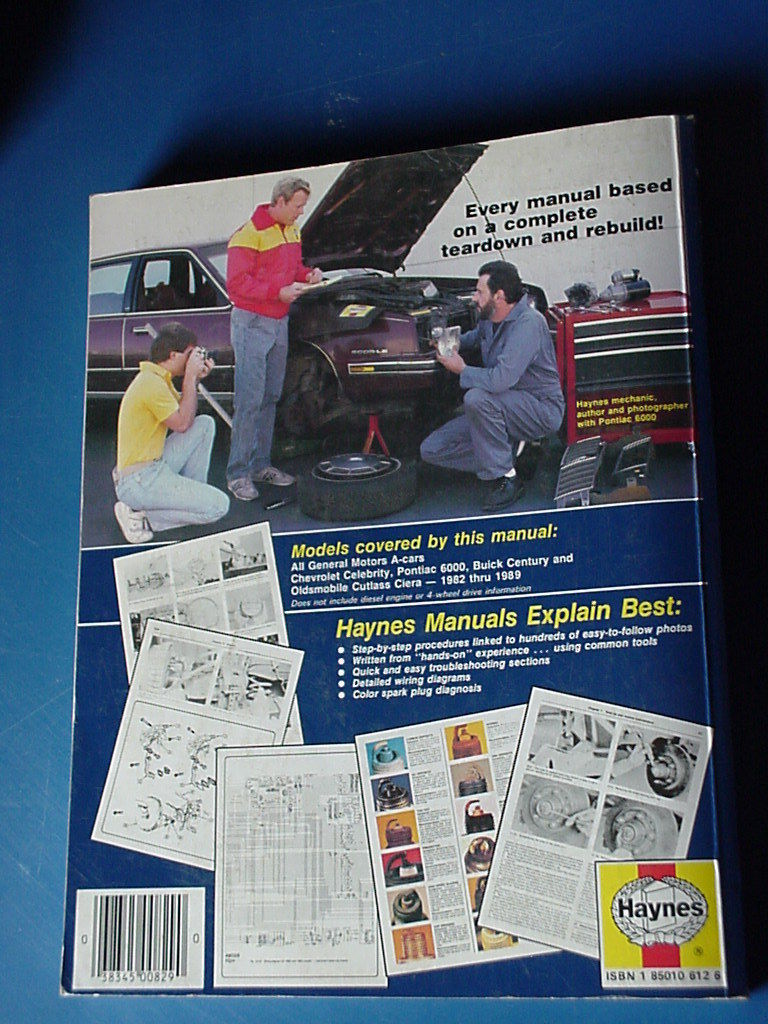 Every manual based
on a complete
teardown and rebuild!
6000-LE
Haynes mechanic,
author and photographer
with Pontiac 6000
Models covered by this manual:
All General Motors A-cars
Chevrolet Celebrity, Pontiac 6000, Buick Century and
Oldsmobile Cutlass Ciera — 1982 thru 1989
Does not include diesel engine or 4-wheel drive information
Haynes Manuals Explain Best:
● Step-by-step procedures linked to hundreds of easy-to-follow photos
● Written from "hands-on" experience . . . using common tools
● Quick and easy troubleshooting sections
● Detailed wiring diagrams
● Color spark plug diagnosis
0 38345 00829 0
Haynes
®
ISBN 1 85010 612 6